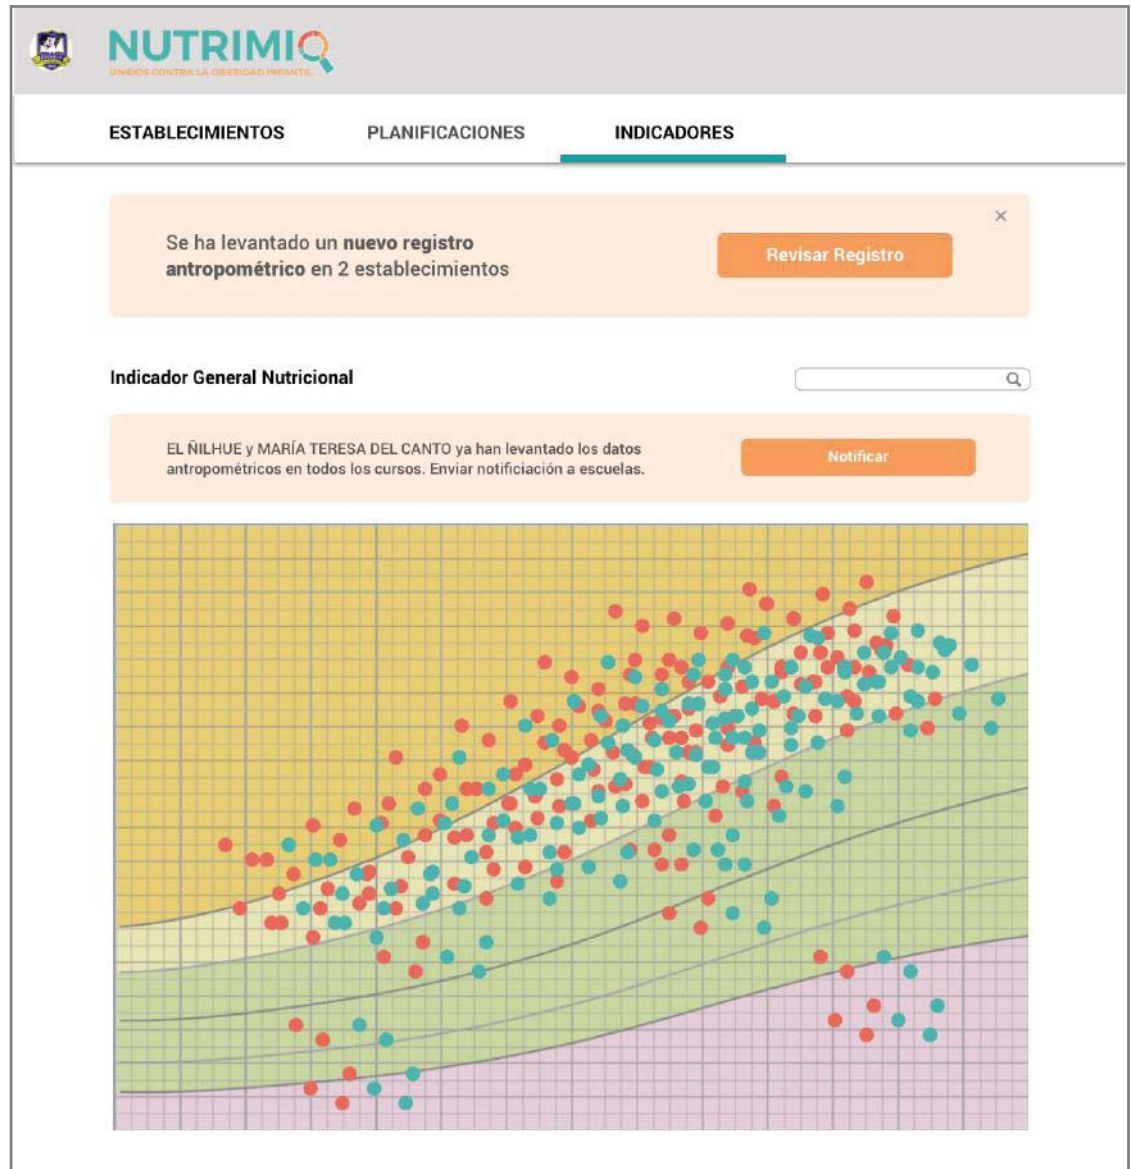 NUTRIMIQ
UNIDOS CONTRA LA OBESIDAD INFANTIL
ESTABLECIMIENTOS PLANIFICACIONES INDICADORES
Se ha levantado un nuevo registro
antropométrico en 2 establecimientos
Revisar Registro
Indicador General Nutricional
EL ÑILHUE y MARÍA TERESA DEL CANTO ya han levantado los datos
antropométricos en todos los cursos. Enviar notificiación a escuelas.
Notificar